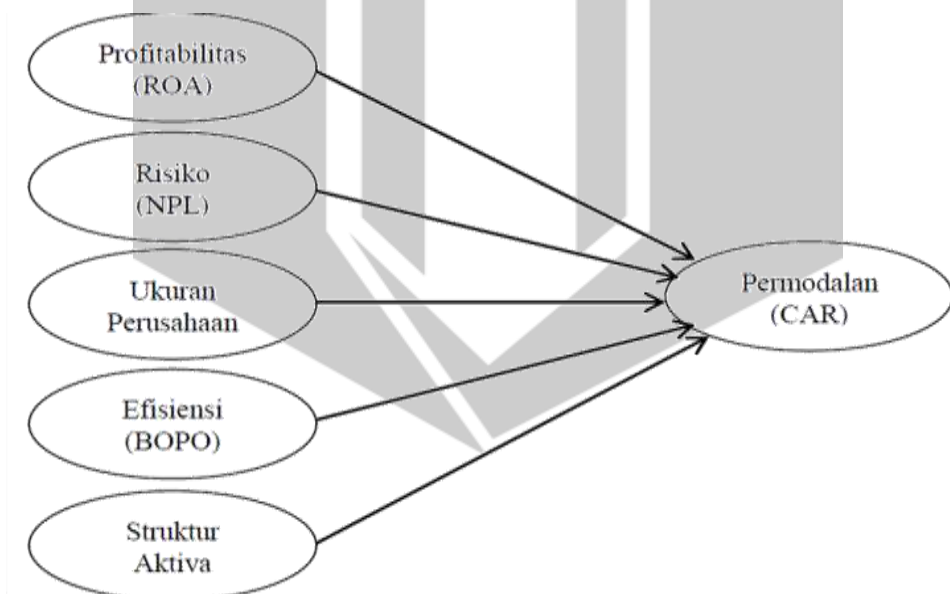 Profitabilitas
(ROA)
Risiko
(NPL)
Ukuran
Perusahaan
Efisiensi
(BOPO)
Struktur
Aktiva
Permodalan
(CAR)